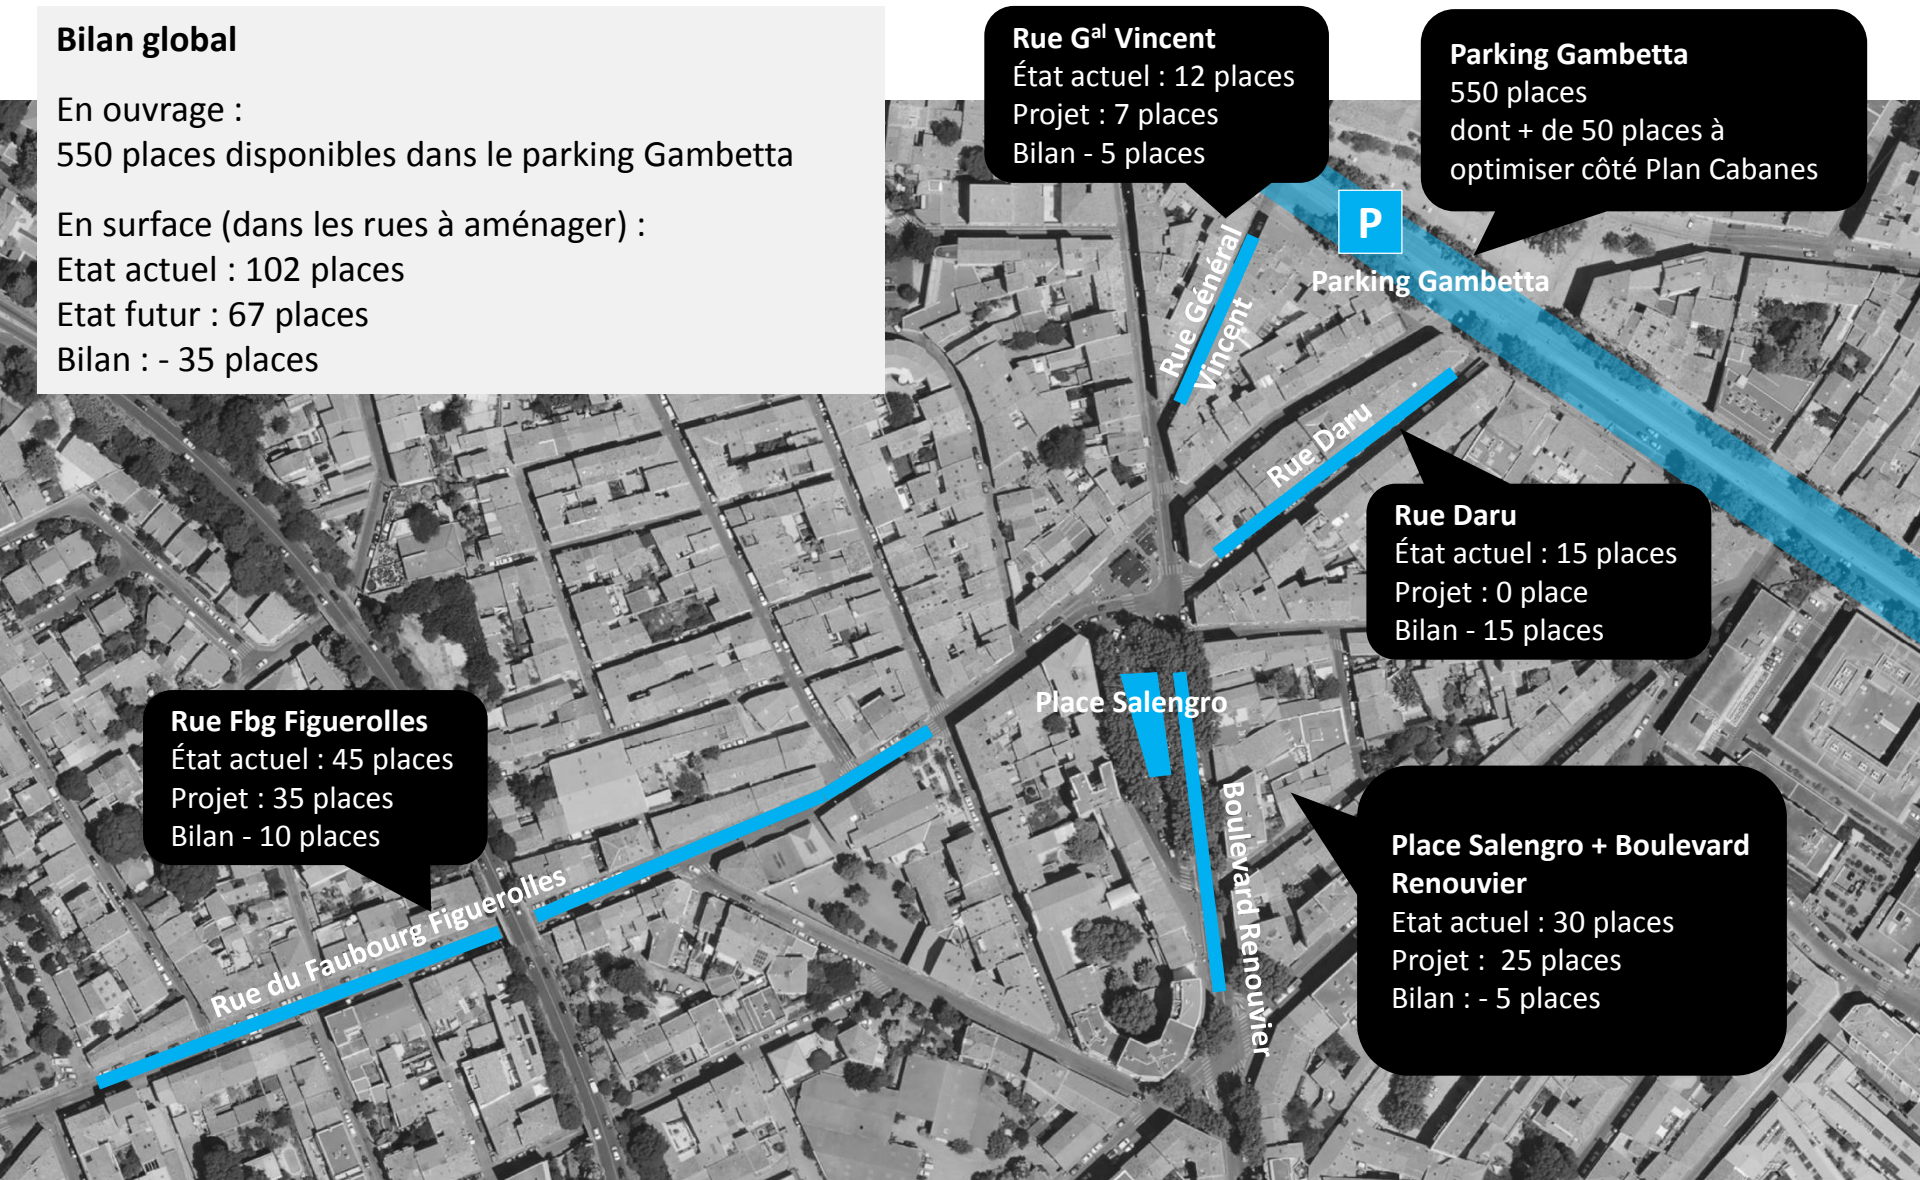 Bilan global
En ouvrage :
550 places disponibles dans le parking Gambetta
En surface (dans les rues à aménager) :
Etat actuel : 102 places
Etat futur : 67 places
Bilan : - 35 places
Rue Gal Vincent
État actuel : 12 places
Projet : 7 places
Bilan - 5 places
Parking Gambetta
550 places
dont + de 50 places à
optimiser côté Plan Cabanes
P
Parking Gambetta
Rue Général
Vincent
Rue Daru
Rue Daru
État actuel : 15 places
Projet : 0 place
Bilan - 15 places
Place Salengro
Boulevard Renouvier
Rue Fbg Figuerolles
État actuel : 45 places
Projet : 35 places
Bilan - 10 places
Rue du Faubourg Figuerolles
Place Salengro + Boulevard
Renouvier
Etat actuel : 30 places
Projet :  25 places
Bilan : - 5 places